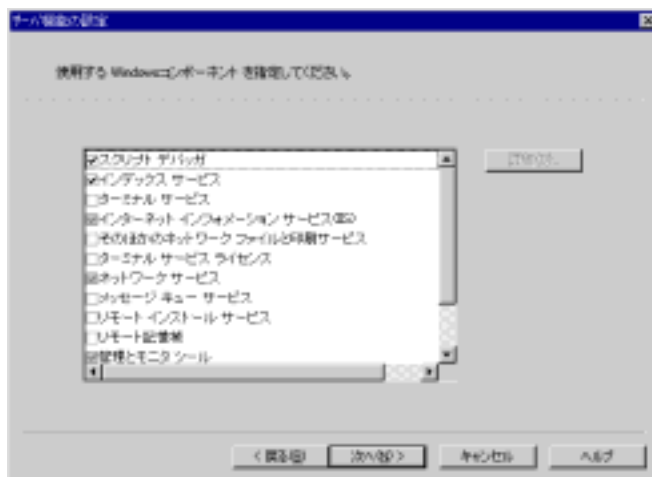 サーバ機能の設定
使用する Windowsコンポーネント を指定してください。
スクリプト デバッガ
インデックス サービス
ターミナル サービス
インターネット インフォメーション サービス(IIS)
そのほかのネットワーク ファイルと印刷サービス
ターミナル サービス ライセンス
ネットワーク サービス
メッセージ キュー サービス
リモート インストール サービス
リモート記憶域
管理とモニタ ツール
< 戻る(B)
次へ(N) >
キャンセル
ヘルプ